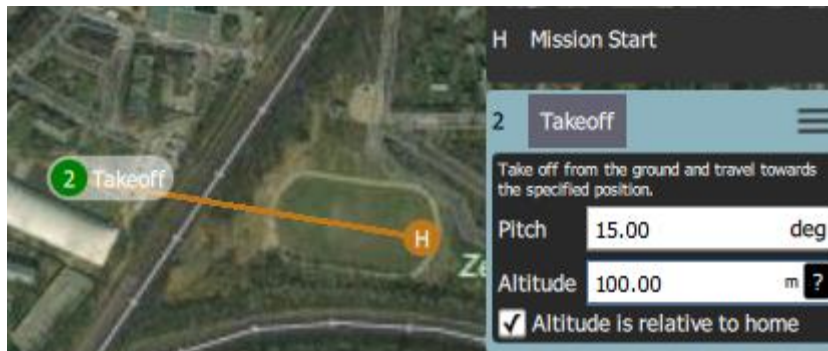 H Mission Start
2 Takeoff
2 Takeoff
Take off from the ground and travel towards
the specified position.
Pitch 15.00 deg
H
Altitude 100.00 m ?
Altitude is relative to home